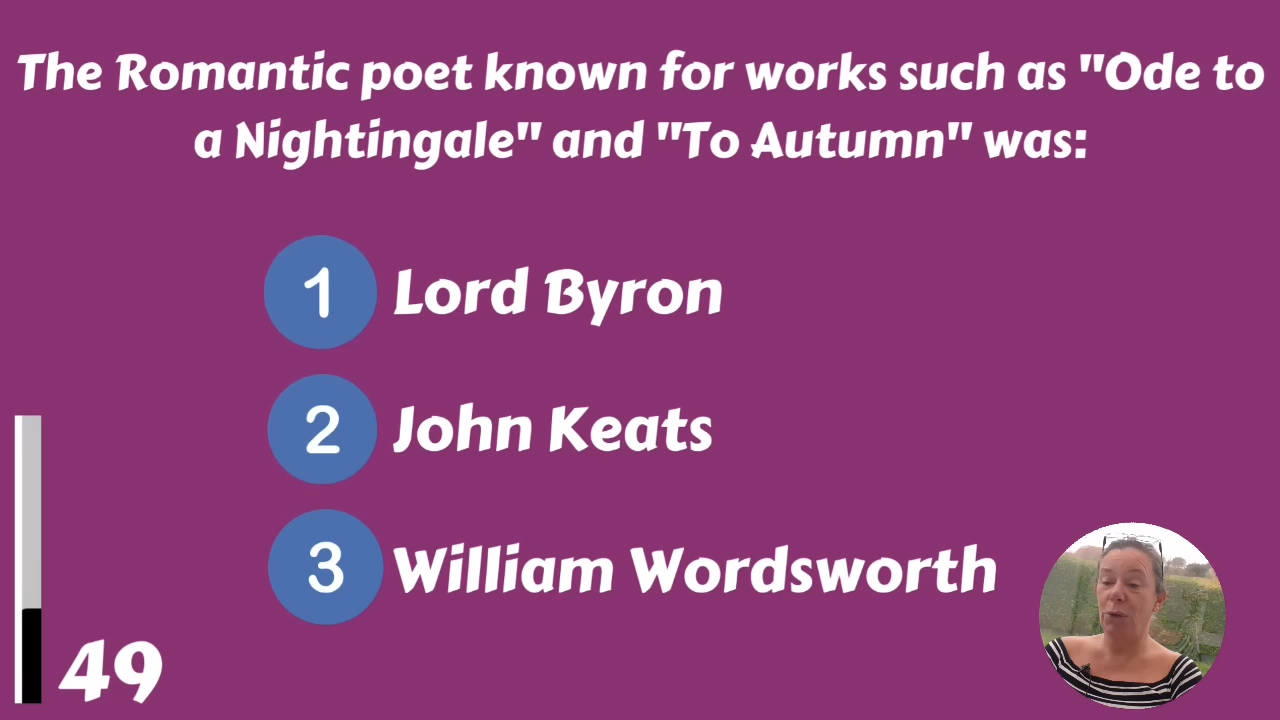 The Romantic poet known for works such as "Ode to
a Nightingale" and "To Autumn" was:
1 Lord Byron
2 John Keats
3 William Wordsworth
49